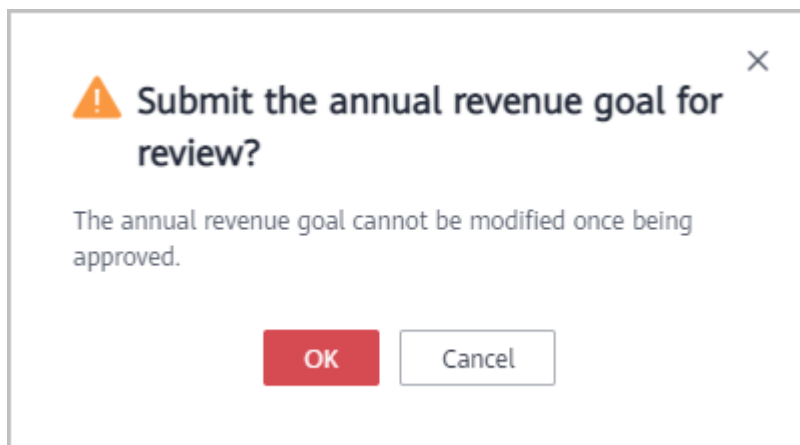 Submit the annual revenue goal for
review?
The annual revenue goal cannot be modified once being
approved.
OK
Cancel